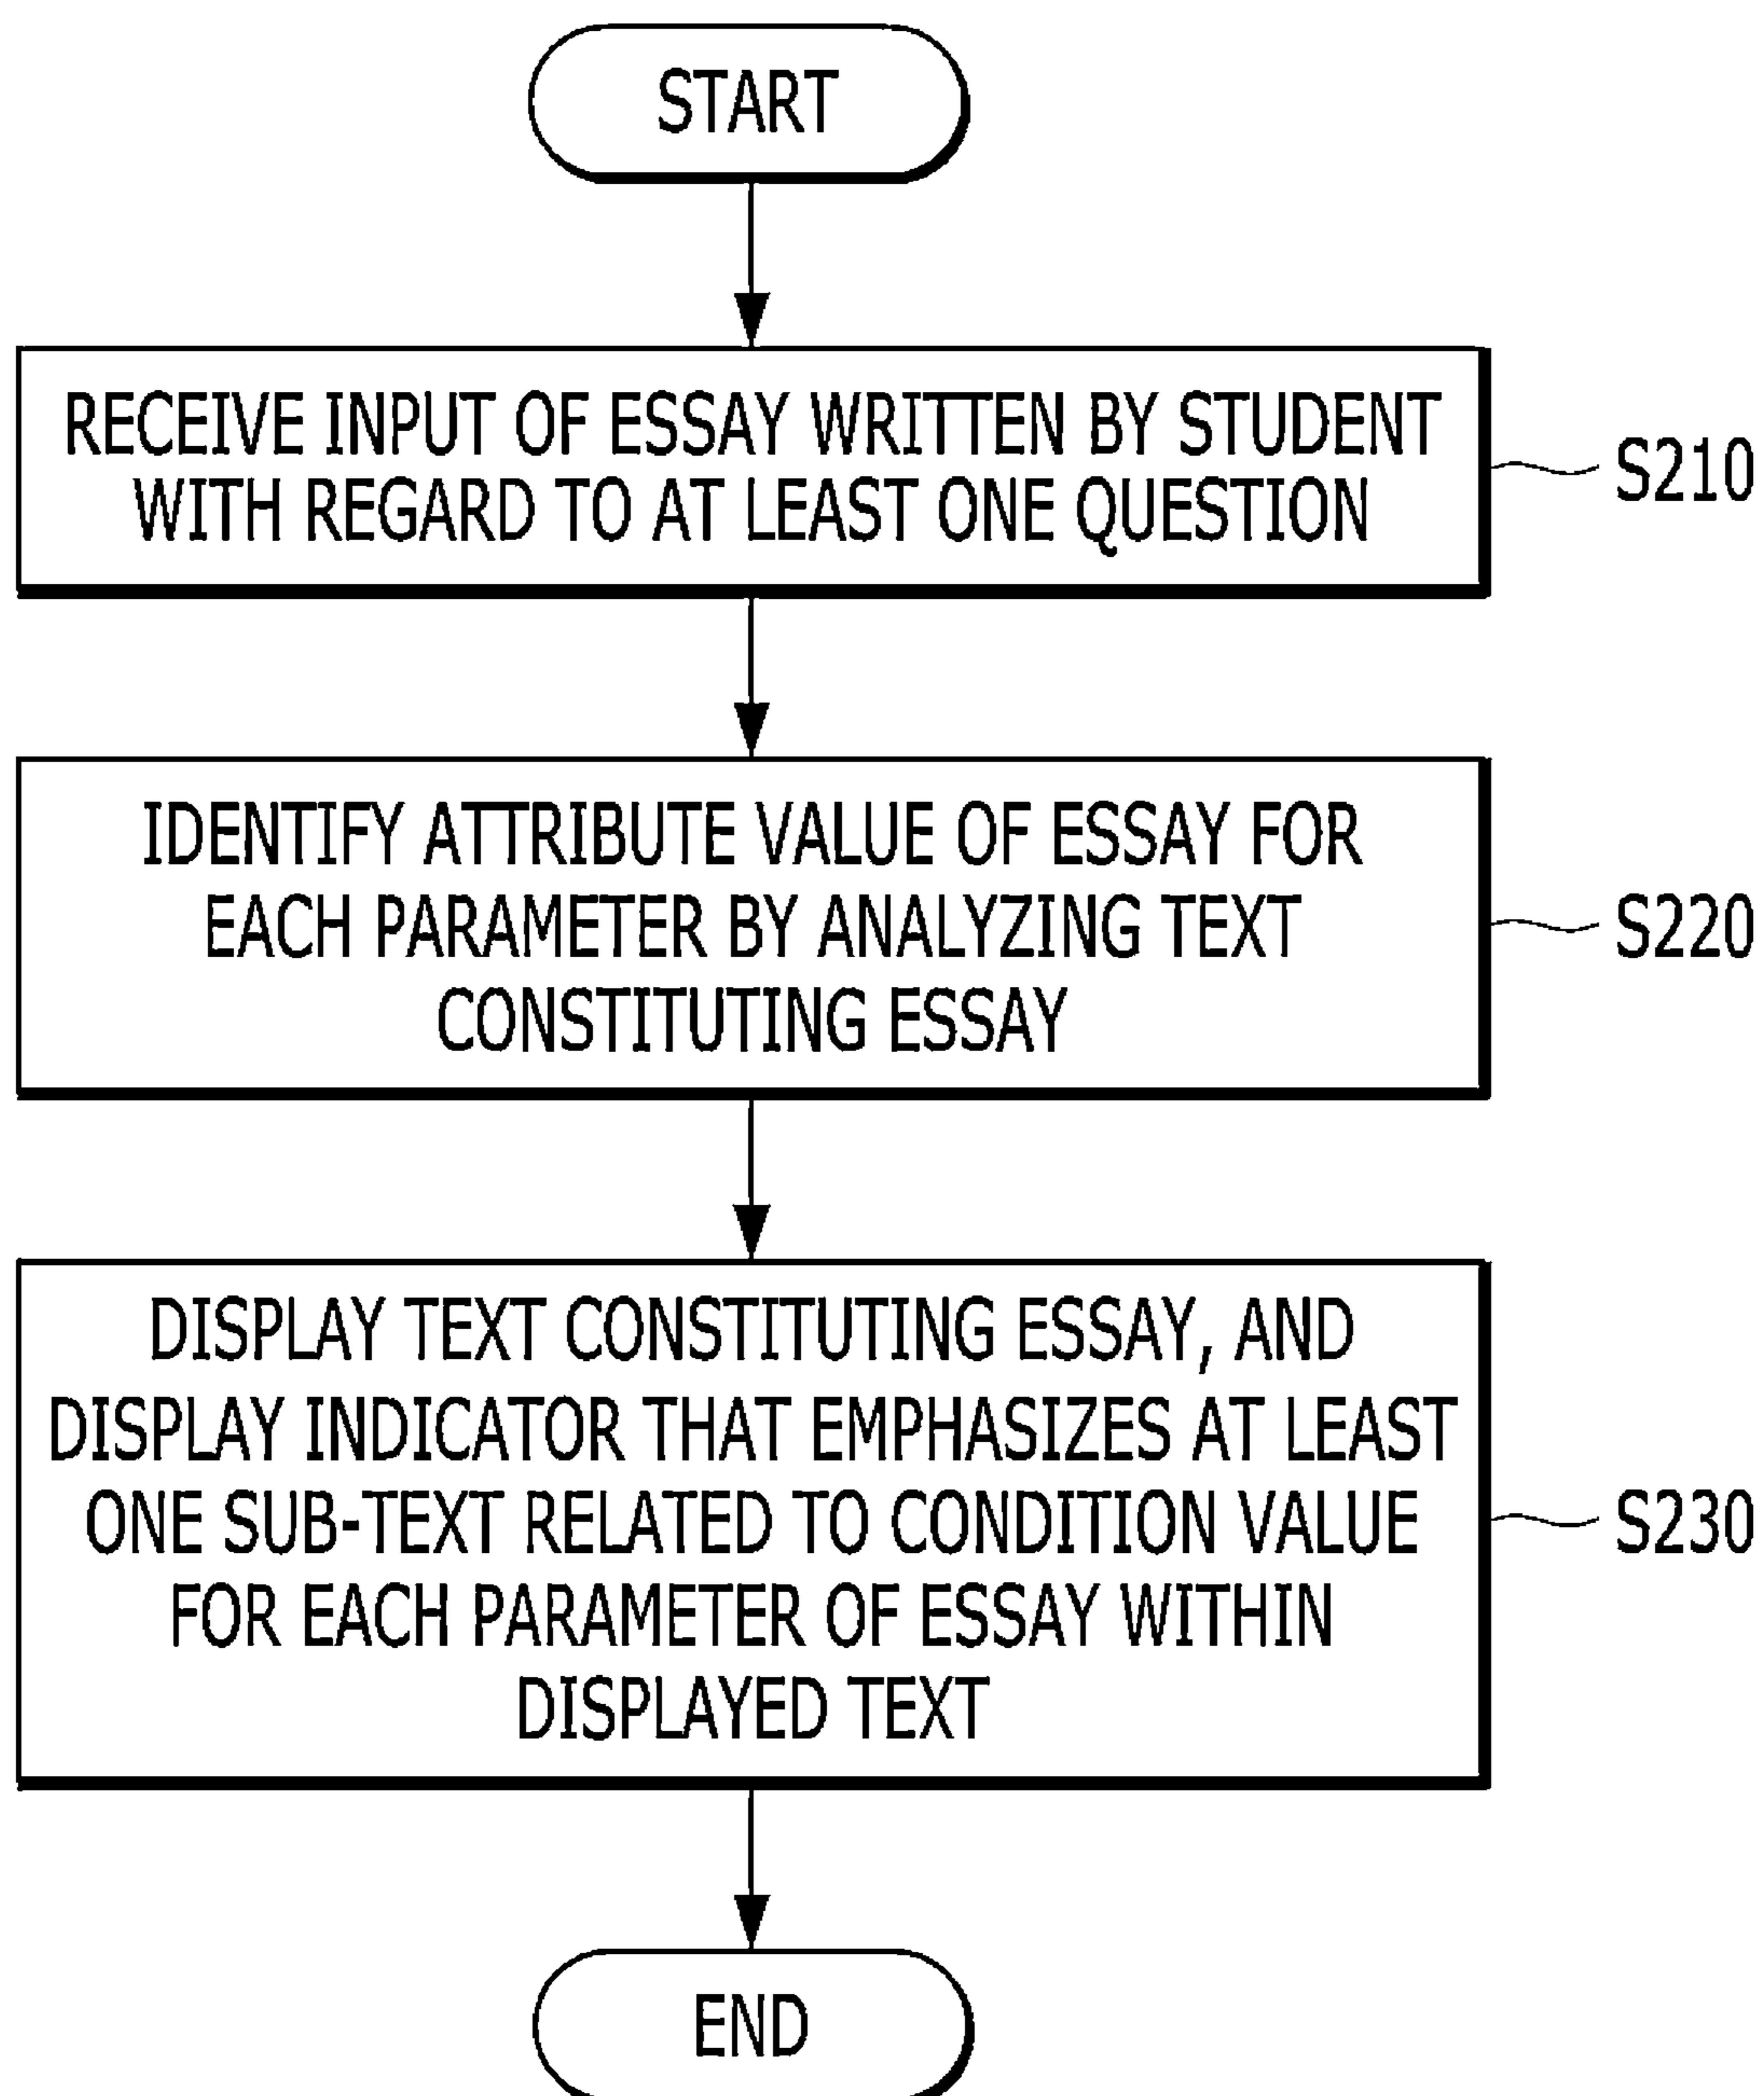 START
RECEIVE INPUT OF ESSAY WRITTEN BY STUDENT
WITH REGARD TO AT LEAST ONE QUESTION
S210
IDENTIFY ATTRIBUTE VALUE OF ESSAY FOR
EACH PARAMETER BY ANALYZING TEXT
CONSTITUTING ESSAY
S220
DISPLAY TEXT CONSTITUTING ESSAY, AND
DISPLAY INDICATOR THAT EMPHASIZES AT LEAST
ONE SUB-TEXT RELATED TO CONDITION VALUE
FOR EACH PARAMETER OF ESSAY WITHIN
DISPLAYED TEXT
S230
END